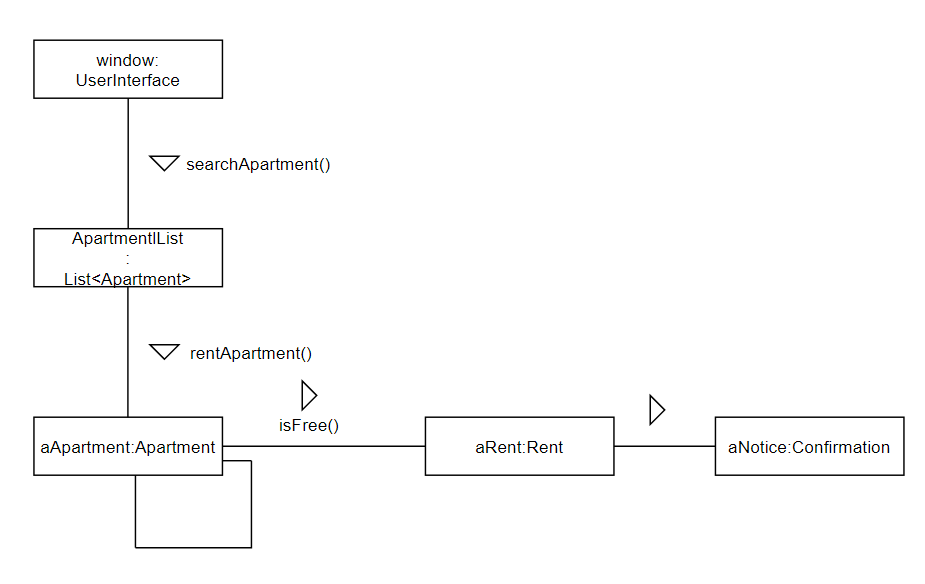 window:
UserInterface
searchApartment()
ApartmentlList
:
List<Apartment>
rentApartment()
isFree()
aApartment:Apartment
aRent:Rent
aNotice:Confirmation